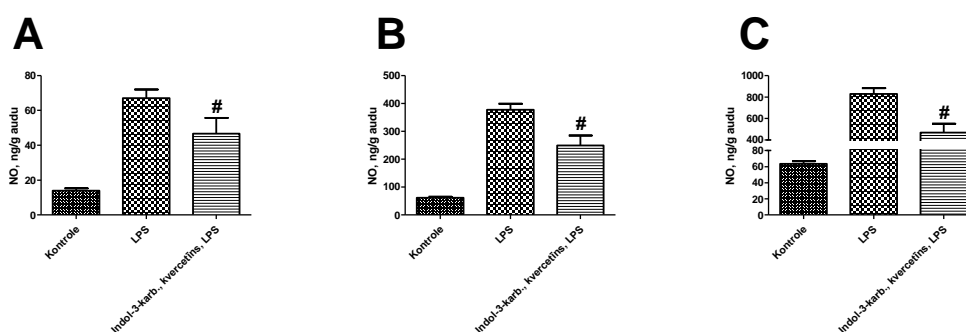 A
NO, ng/g audu
80
60
40
20
0
#
Kontrole
LPS
Indol-3-karb., kvercetīns, LPS
B
NO, ng/g audu
500
400
300
200
100
0
#
Kontrole
LPS
Indol-3-karb., kvercetīns, LPS
C
NO, ng/g audu
1000
800
600
400
80
60
40
20
0
#
Kontrole
LPS
Indol-3-karb., kvercetīns, LPS